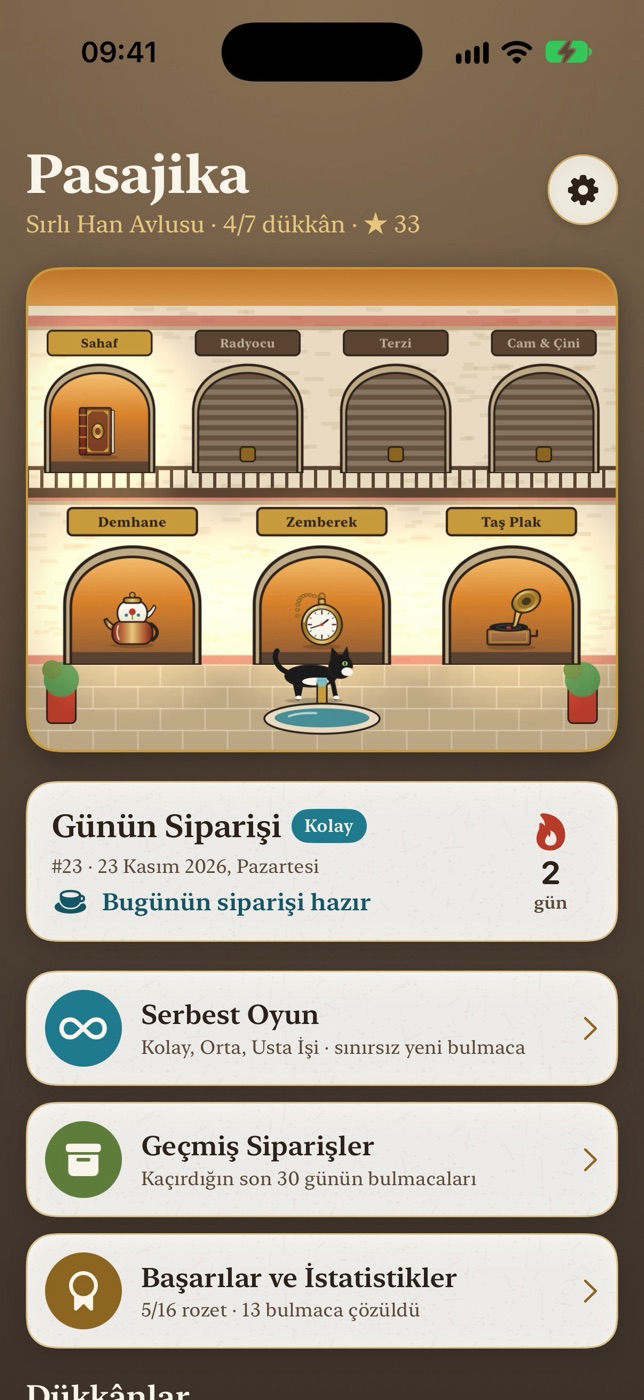 09:41
Pasajika
Sırlı Han Avlusu · 4/7 dükkân · ★ 33
Sahaf
Radyocu
Terzi
Cam & Çini
Demhane
Zemberek
Taş Plak
Günün Siparişi Kolay
#23 · 23 Kasım 2026, Pazartesi
Bugünün siparişi hazır
2
gün
Serbest Oyun
Kolay, Orta, Usta İşi · sınırsız yeni bulmaca
Geçmiş Siparişler
Kaçırdığın son 30 günün bulmacaları
Başarılar ve İstatistikler
5/16 rozet · 13 bulmaca çözüldü
Dükkânlar